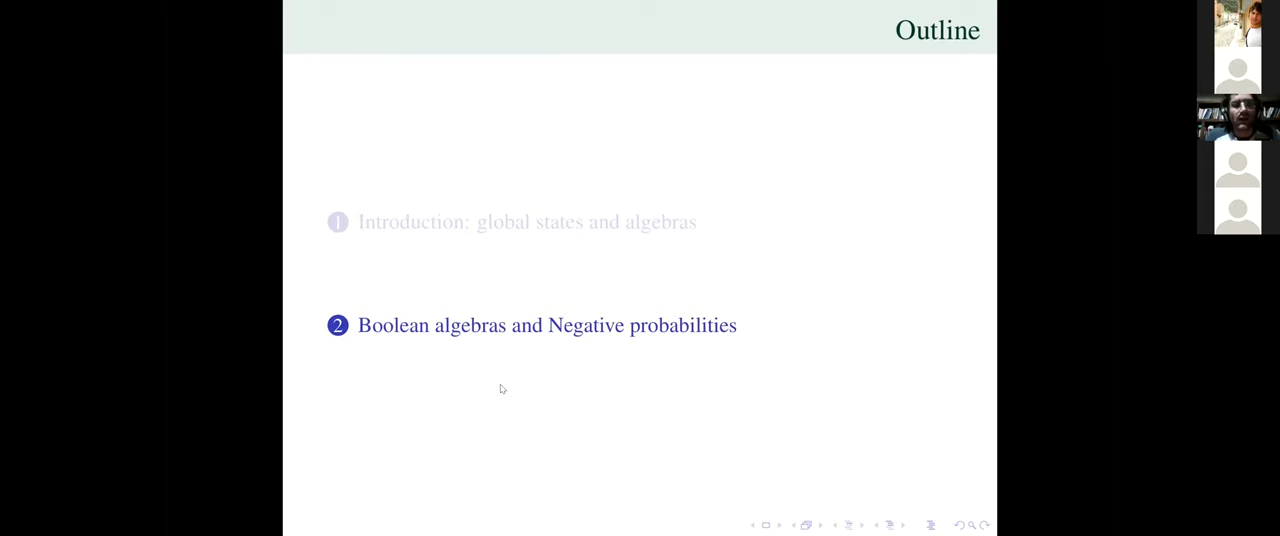 Outline
1 Introduction: global states and algebras
2 Boolean algebras and Negative probabilities